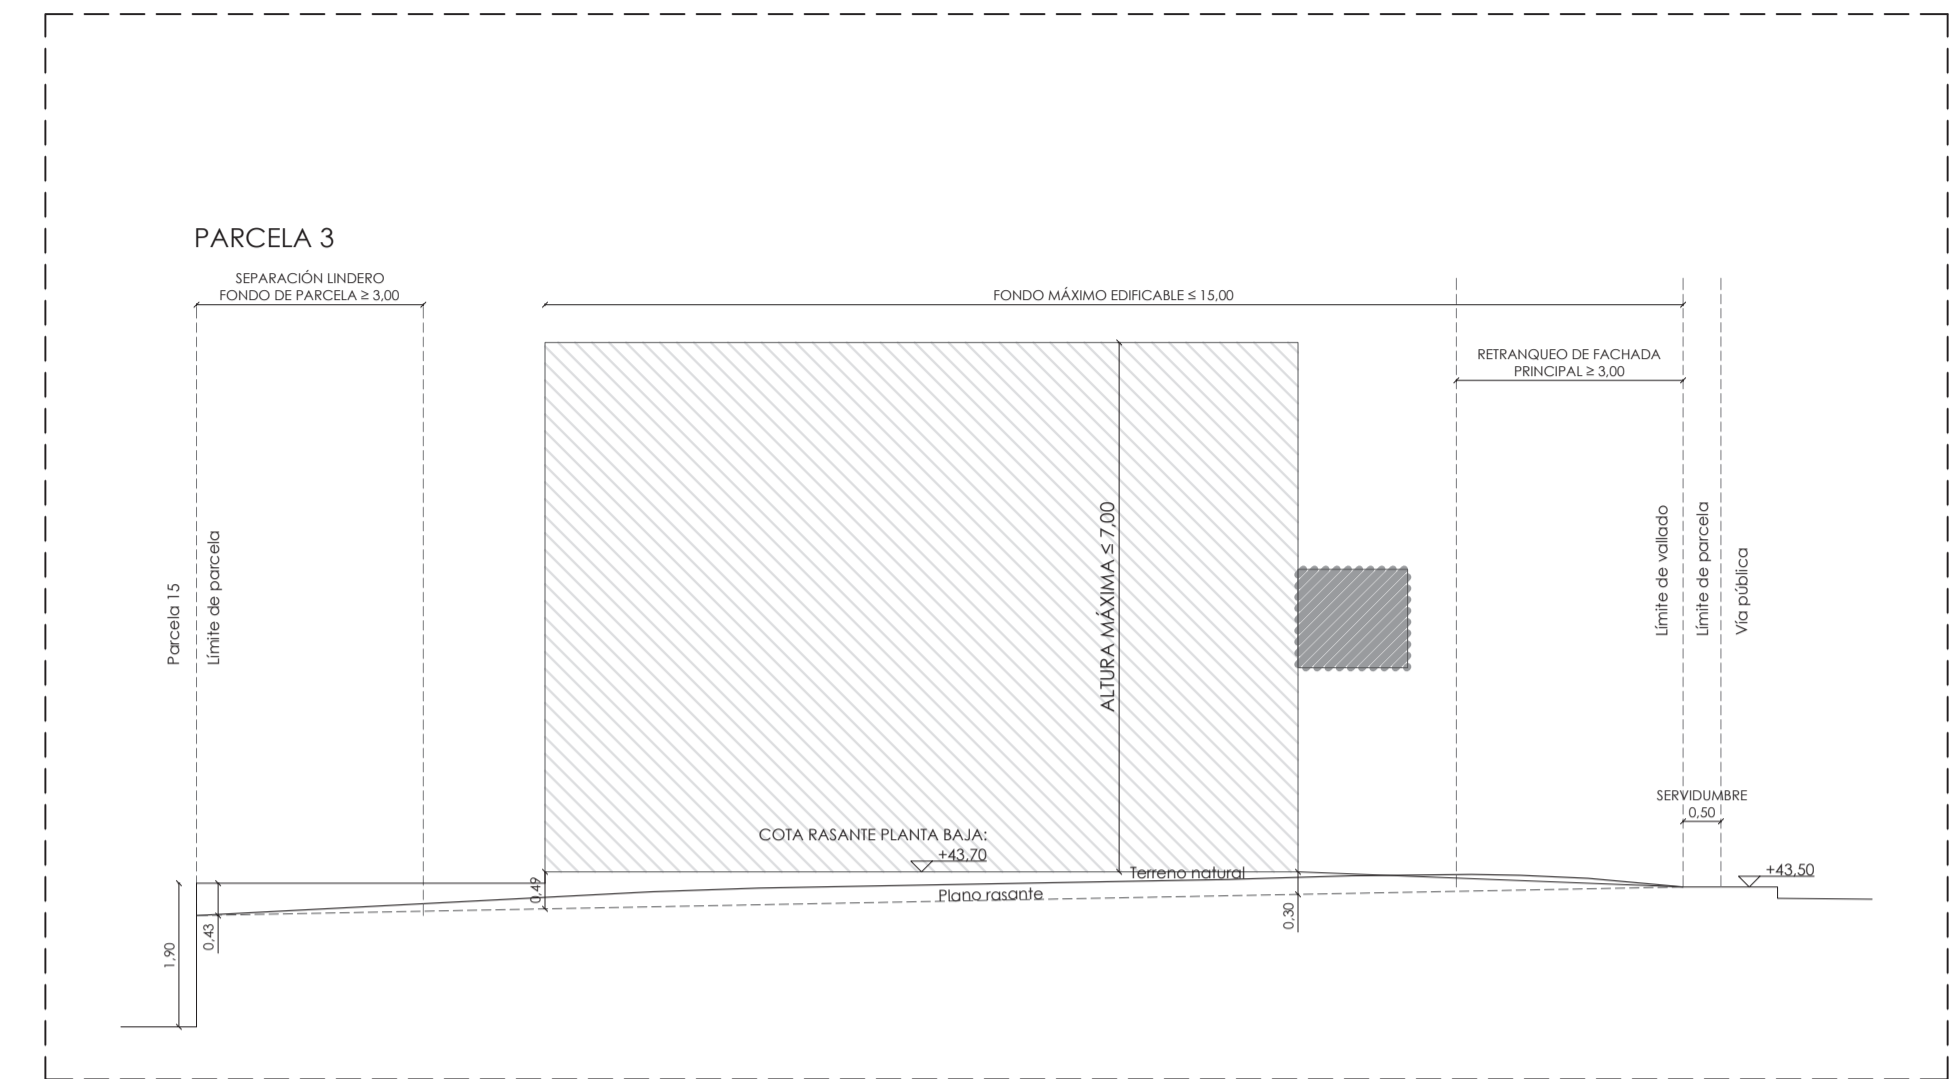 PARCELA 3
SEPARACIÓN LINDERO
FONDO DE PARCELA ≥ 3,00
FONDO MÁXIMO EDIFICABLE ≤ 15,00
RETRANQUEO DE FACHADA
PRINCIPAL ≥ 3,00
Parcela 15
Límite de parcela
ALTURA MÁXIMA ≤ 7,00
Límite de vallado
Límite de parcela
Vía pública
SERVIDUMBRE
0,50
COTA RASANTE PLANTA BAJA:
+43,70
Terreno natural
+43,50
0,49
Plano rasante
0,30
0,43
1,90